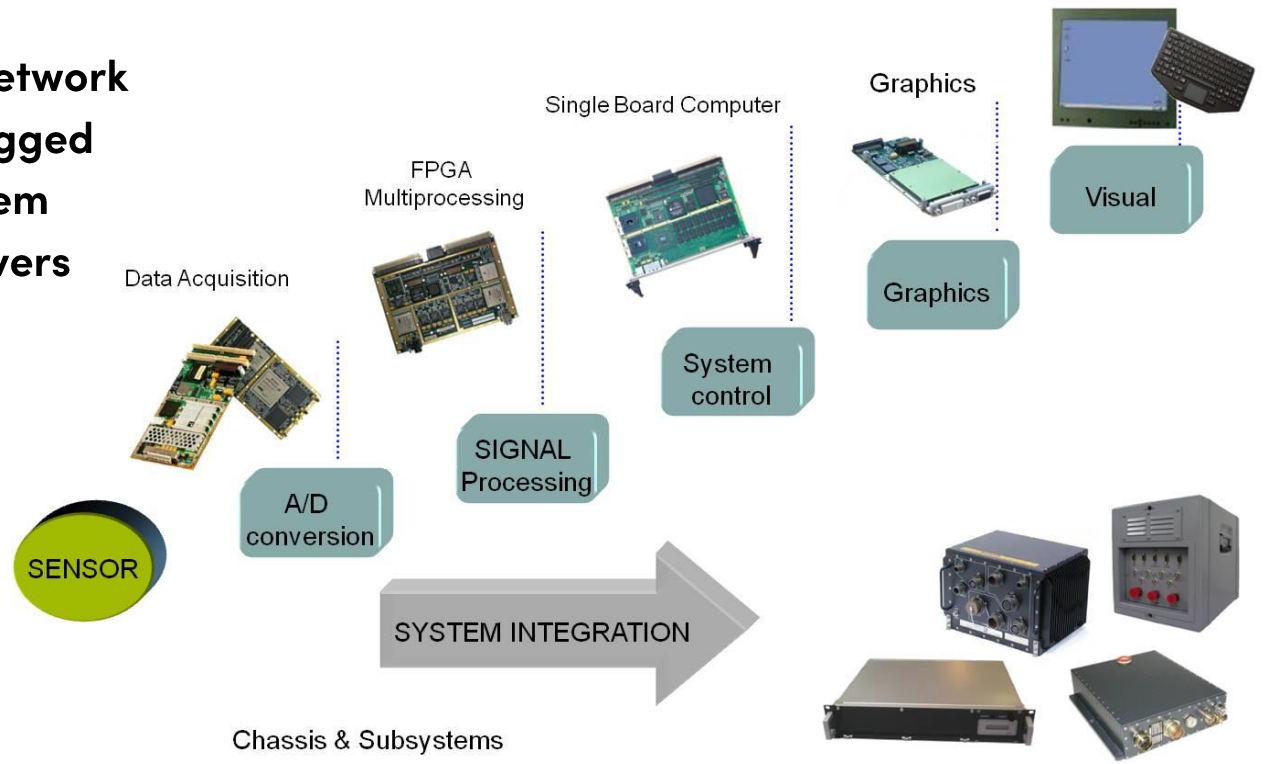 etwork
gged
em
vers
Data Acquisition
FPGA
Multiprocessing
Single Board Computer
Graphics
Visual
Graphics
System
control
SIGNAL
Processing
A/D
conversion
SENSOR
SYSTEM INTEGRATION
Chassis & Subsystems